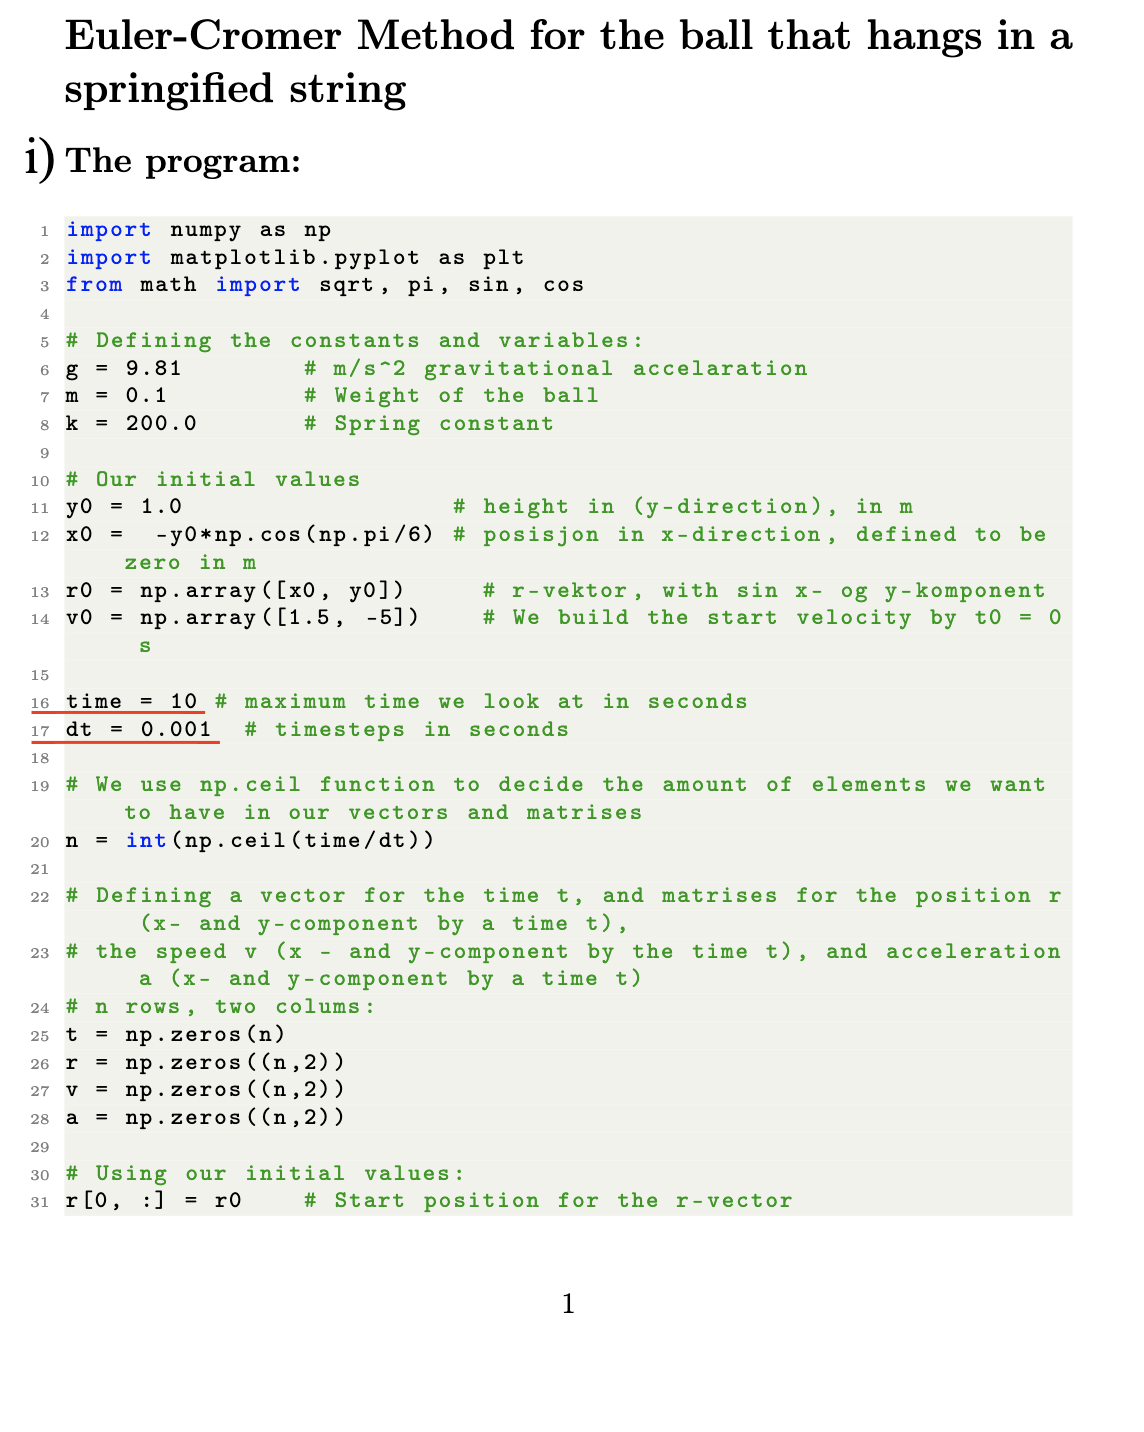 Euler-Cromer Method for the ball that hangs in a
springified string
i) The program:
1 import numpy as np
2 import matplotlib.pyplot as plt
3 from math import sqrt, pi, sin, cos
4
5 # Defining the constants and variables:
6 g = 9.81 # m/s^2 gravitational accelaration
7 m = 0.1 # Weight of the ball
8 k = 200.0 # Spring constant
9
10 # Our initial values
11 y0 = 1.0 # height in (y-direction), in m
12 x0 = -y0*np.cos(np.pi/6) # posisjon in x-direction, defined to be
zero in m
13 r0 = np.array([x0, y0]) # r-vektor, with sin x- og y-komponent
14 v0 = np.array([1.5, -5]) # We build the start velocity by t0 = 0
s
15
16 time = 10 # maximum time we look at in seconds
17 dt = 0.001 # timesteps in seconds
18
19 # We use np.ceil function to decide the amount of elements we want
to have in our vectors and matrises
20 n = int(np.ceil(time/dt))
21
22 # Defining a vector for the time t, and matrises for the position r
(x- and y-component by a time t),
23 # the speed v (x - and y-component by the time t), and acceleration
a (x- and y-component by a time t)
24 # n rows, two colums:
25 t = np.zeros(n)
26 r = np.zeros((n,2))
27 v = np.zeros((n,2))
28 a = np.zeros((n,2))
29
30 # Using our initial values:
31 r[0, :] = r0 # Start position for the r-vector
1